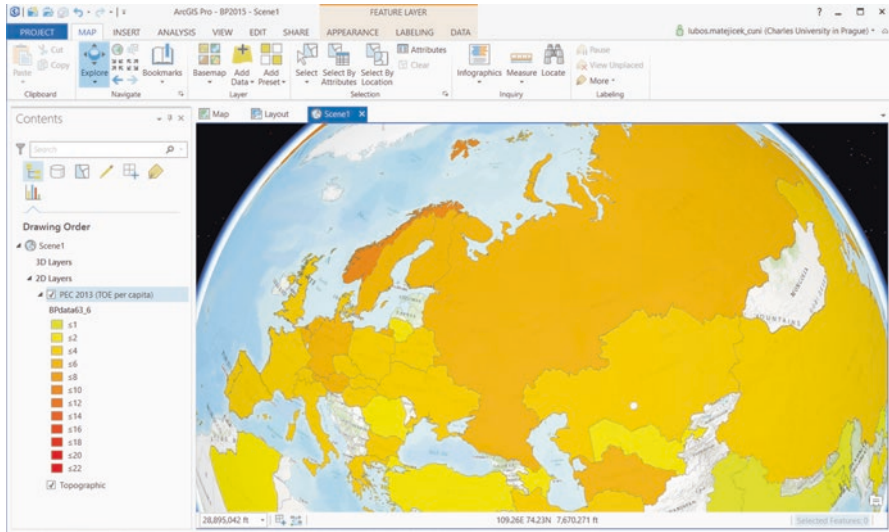 ArcGIS Pro - BP2015 - Scene1
FEATURE LAYER
? – □ ×
PROJECT MAP INSERT ANALYSIS VIEW EDIT SHARE APPEARANCE LABELING DATA
lubos.matejicek_cuni (Charles University in Prague)
Paste
Cut
Copy
Clipboard
Explore
Bookmarks
Navigate
Basemap
Add Data
Add Preset
Layer
Select
Select By Attributes
Select By Location
Attributes
Clear
Selection
Infographics
Measure
Locate
Inquiry
Pause
View Unplaced
More
Labeling
Contents
Map
Layout
Scene1
Search
Drawing Order
Scene1
3D Layers
2D Layers
PEC 2013 (TOE per capita)
BPdata63_6
≤1
≤2
≤4
≤6
≤8
≤10
≤12
≤14
≤16
≤18
≤20
≤22
Topographic
MONGOLIA
MOUNTAINS
28,895,042 ft
109.26E 74.23N 7,670.271 ft
Selected Features: 0